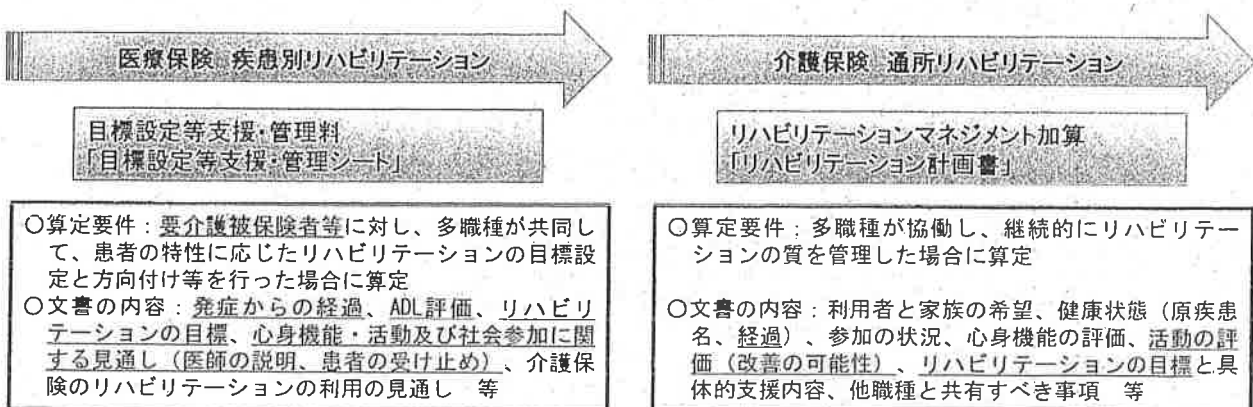 医療保険 疾患別リハビリテーション
目標設定等支援・管理料
「目標設定等支援・管理シート」
〇算定要件：要介護被保険者等に対し、多職種が共同し
て、患者の特性に応じたリハビリテーションの目標設
定と方向付け等を行った場合に算定
〇文書の内容：発症からの経過、ADL評価、リハビリ
テーションの目標、心身機能・活動及び社会参加に関
する見通し（医師の説明、患者の受け止め）、介護保
険のリハビリテーションの利用の見通し　等
介護保険 通所リハビリテーション
リハビリテーションマネジメント加算
「リハビリテーション計画書」
〇算定要件：多職種が協働し、継続的にリハビリテー
ションの質を管理した場合に算定
〇文書の内容：利用者と家族の希望、健康状態（原疾患
名、経過）、参加の状況、心身機能の評価、活動の評
価（改善の可能性）、リハビリテーションの目標と具
体的支援内容、他職種と共有すべき事項　等